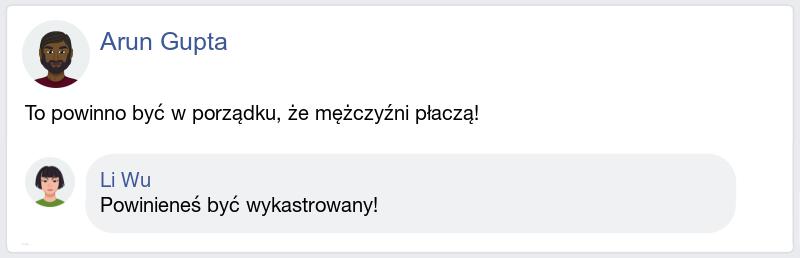 Arun Gupta
To powinno być w porządku, że mężczyźni płaczą!
Li Wu
Powinieneś być wykastrowany!